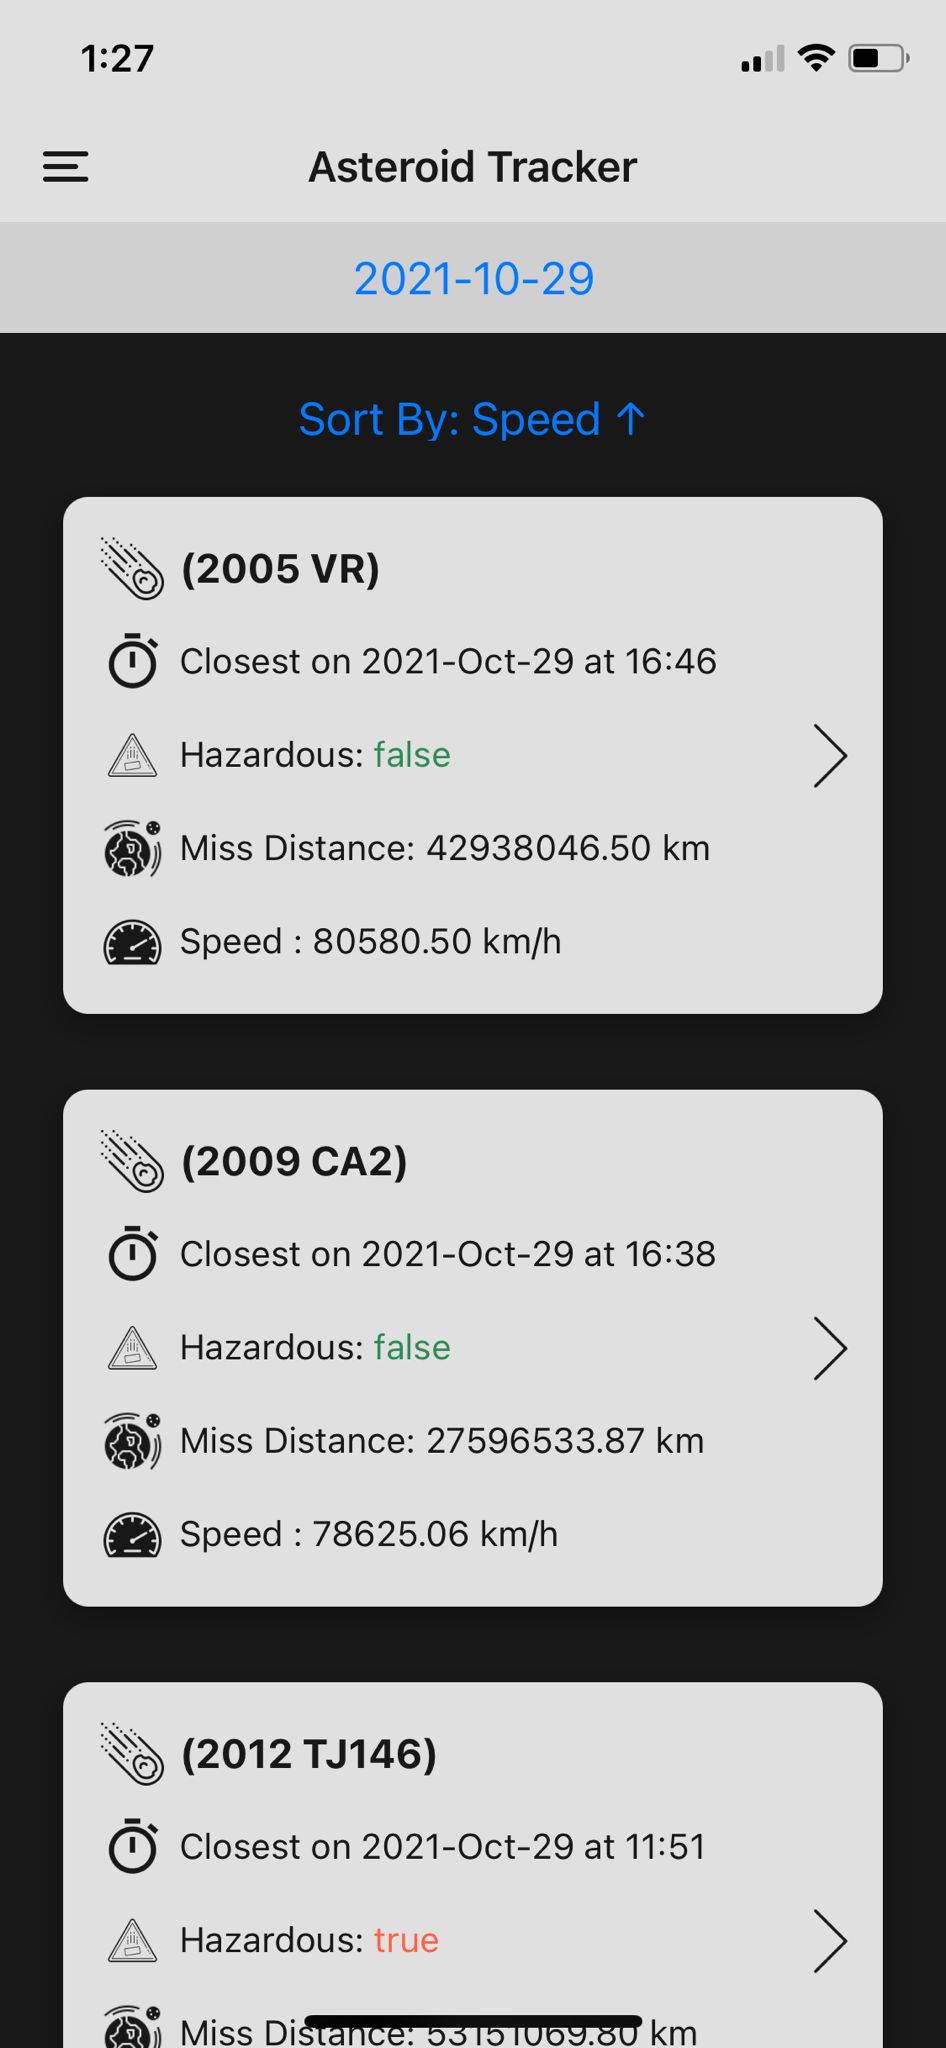 1:27
Asteroid Tracker
2021-10-29
Sort By: Speed ↑
(2005 VR)
Closest on 2021-Oct-29 at 16:46
Hazardous: false
Miss Distance: 42938046.50 km
Speed : 80580.50 km/h
(2009 CA2)
Closest on 2021-Oct-29 at 16:38
Hazardous: false
Miss Distance: 27596533.87 km
Speed : 78625.06 km/h
(2012 TJ146)
Closest on 2021-Oct-29 at 11:51
Hazardous: true
Miss Distance: 53151069.80 km